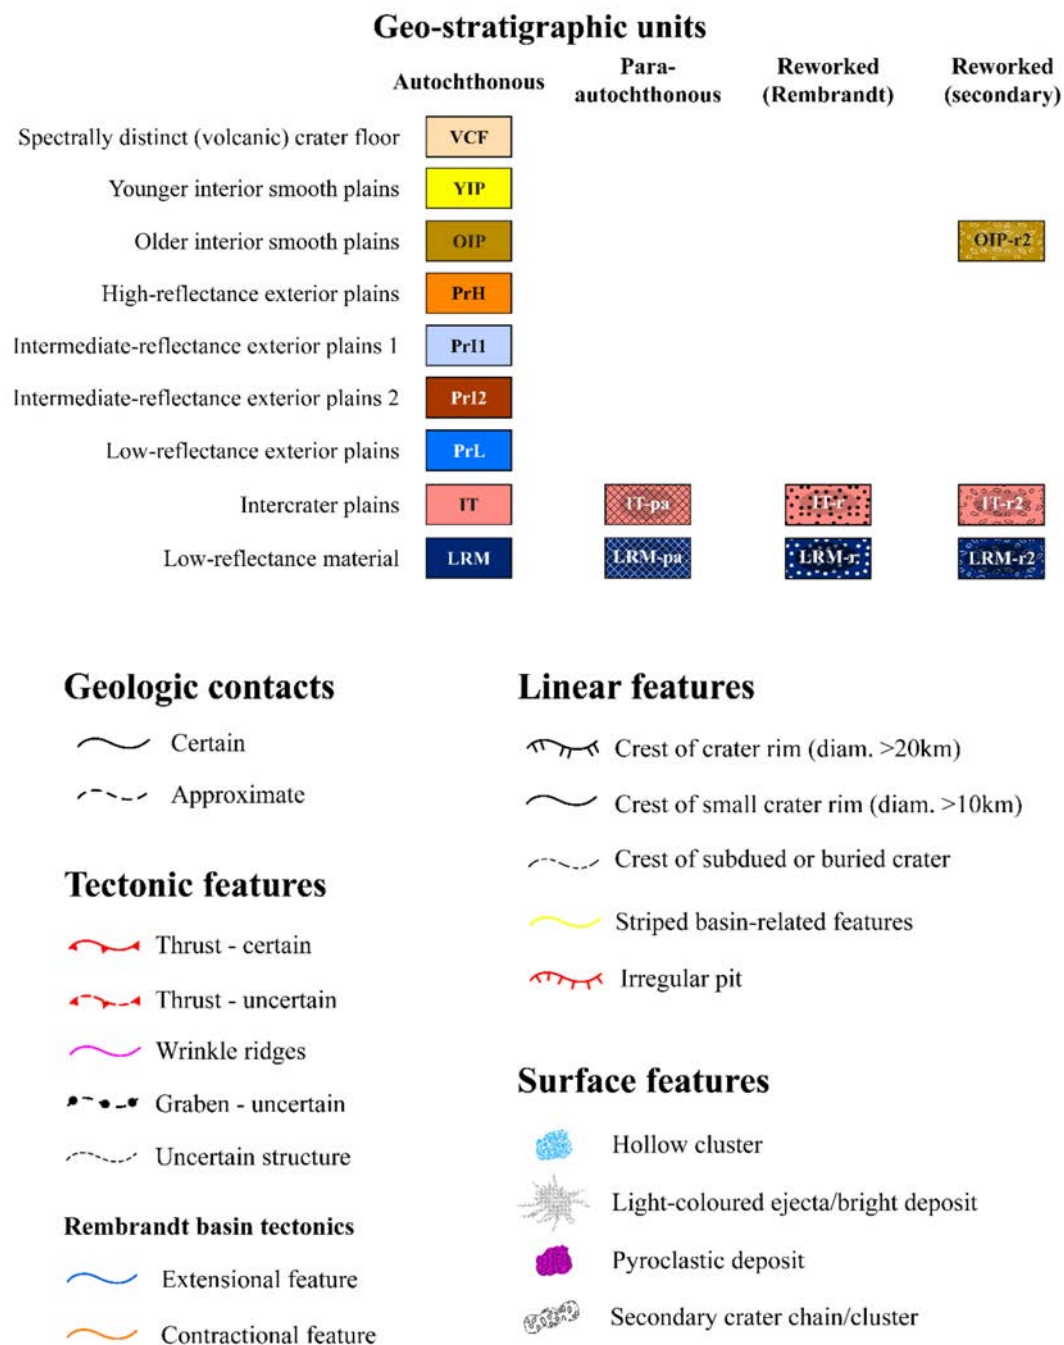 Geo-stratigraphic units
Autochthonous
Para-
autochthonous
Reworked
(Rembrandt)
Reworked
(secondary)
Spectrally distinct (volcanic) crater floor VCF
Younger interior smooth plains YIP
Older interior smooth plains OIP OIP-r2
High-reflectance exterior plains PrH
Intermediate-reflectance exterior plains 1 PrI1
Intermediate-reflectance exterior plains 2 PrI2
Low-reflectance exterior plains PrL
Intercrater plains IT IT-pa IT-r IT-r2
Low-reflectance material LRM LRM-pa LRM-r LRM-r2
Geologic contacts
Certain
Approximate
Tectonic features
Thrust - certain
Thrust - uncertain
Wrinkle ridges
Graben - uncertain
Uncertain structure
Rembrandt basin tectonics
Extensional feature
Contractional feature
Linear features
Crest of crater rim (diam. >20km)
Crest of small crater rim (diam. >10km)
Crest of subdued or buried crater
Striped basin-related features
Irregular pit
Surface features
Hollow cluster
Light-coloured ejecta/bright deposit
Pyroclastic deposit
Secondary crater chain/cluster